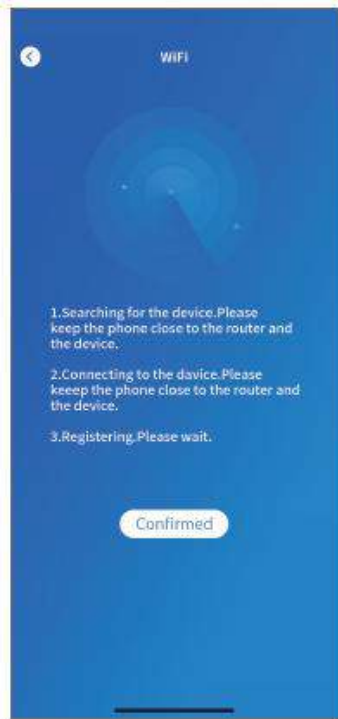 WiFi
1.Searching for the device.Please
keep the phone close to the router and
the device.
2.Connecting to the davice.Please
keeep the phone close to the router and
the device.
3.Registering.Please wait.
Confirmed